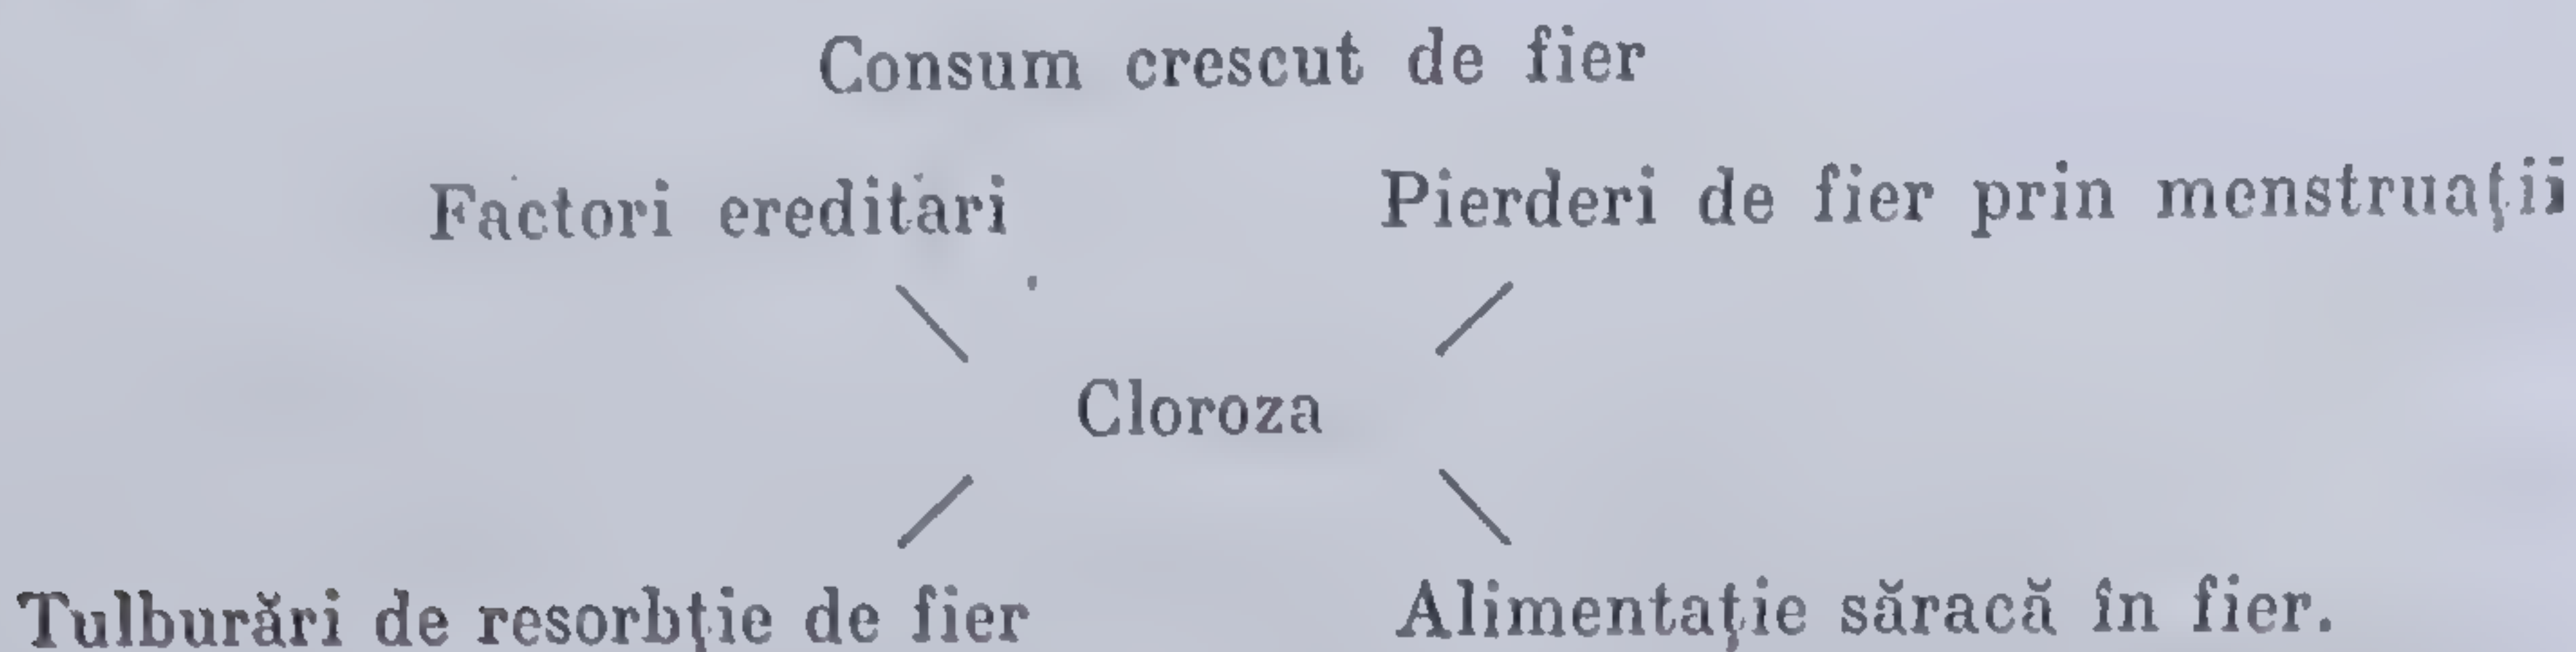 Consum crescut de fier
Factori ereditari Pierderi de fier prin menstruaţii
Cloroza
Tulburări de resorbţie de fier Alimentaţie săracă în fier.